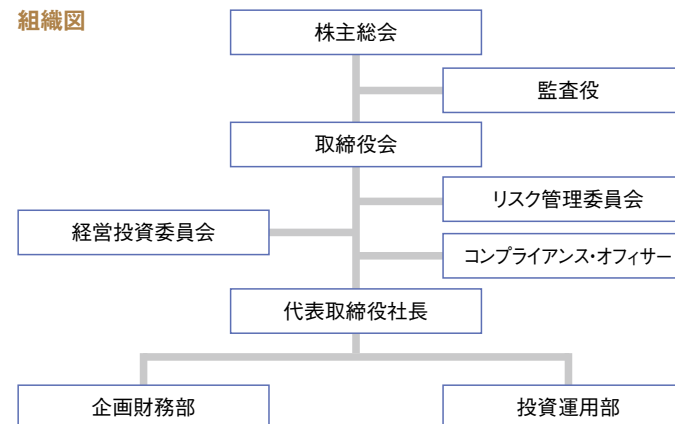 組織図
株主総会
監査役
取締役会
リスク管理委員会
経営投資委員会
コンプライアンス・オフィサー
代表取締役社長
企画財務部
投資運用部